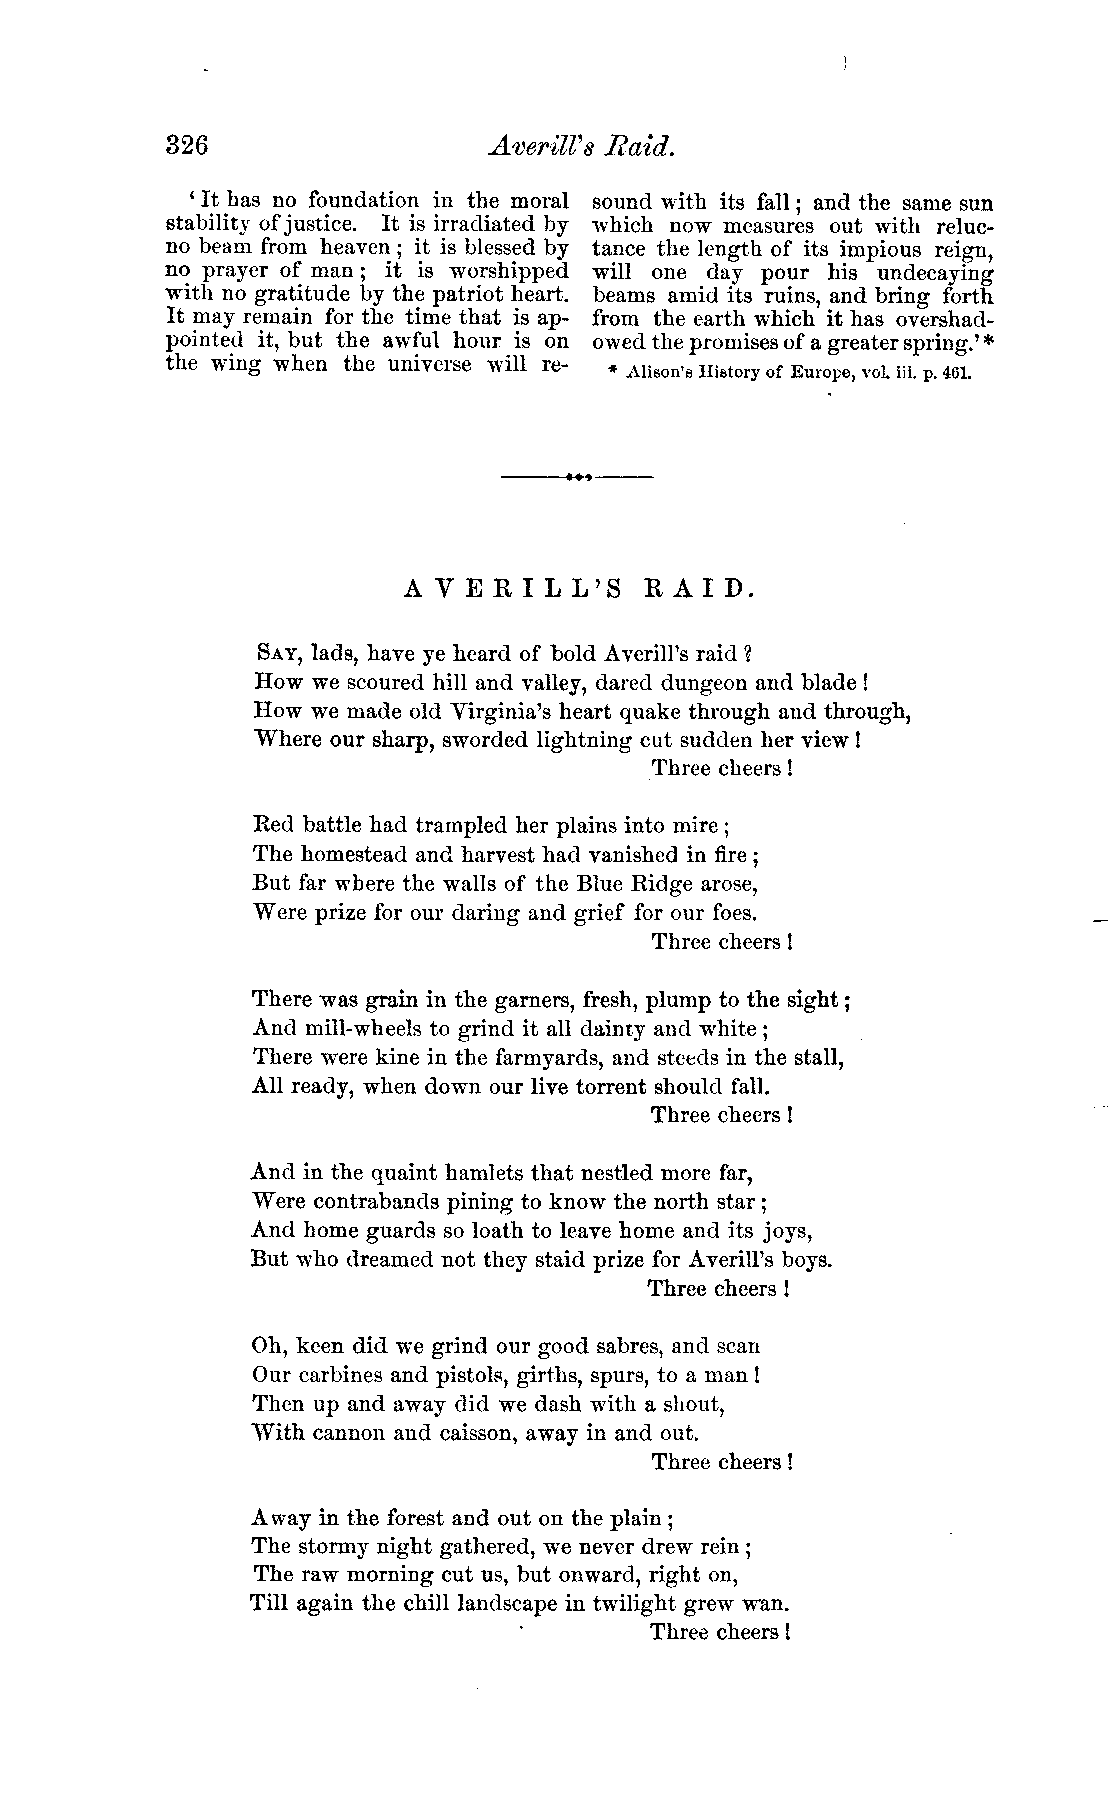 326 Averill's Raid.
'It has no foundation in the moral
stability of justice. It is irradiated by
no beam from heaven; it is blessed by
no prayer of man; it is worshipped
with no gratitude by the patriot heart.
It may remain for the time that is ap-
pointed it, but the awful hour is on
the wing when the universe will re-
sound with its fall; and the same sun
which now measures out with reluc-
tance the length of its impious reign,
will one day pour his undecaying
beams amid its ruins, and bring forth
from the earth which it has overshad-
owed the promises of a greater spring.'*
* Alison's History of Europe, vol. iii. p. 461.
AVERILL'S RAID.
SAY, lads, have ye heard of bold Averill's raid?
How we scoured hill and valley, dared dungeon and blade!
How we made old Virginia's heart quake through and through,
Where our sharp, sworded lightning cut sudden her view!
Three cheers!
Red battle had trampled her plains into mire;
The homestead and harvest had vanished in fire;
But far where the walls of the Blue Ridge arose,
Were prize for our daring and grief for our foes.
Three cheers!
There was grain in the garners, fresh, plump to the sight;
And mill-wheels to grind it all dainty and white;
There were kine in the farmyards, and steeds in the stall,
All ready, when down our live torrent should fall.
Three cheers!
And in the quaint hamlets that nestled more far,
Were contrabands pining to know the north star;
And home guards so loath to leave home and its joys,
But who dreamed not they staid prize for Averill's boys.
Three cheers!
Oh, keen did we grind our good sabres, and scan
Our carbines and pistols, girths, spurs, to a man!
Then up and away did we dash with a shout,
With cannon and caisson, away in and out.
Three cheers!
Away in the forest and out on the plain;
The stormy night gathered, we never drew rein;
The raw morning cut us, but onward, right on,
Till again the chill landscape in twilight grew wan.
Three cheers!